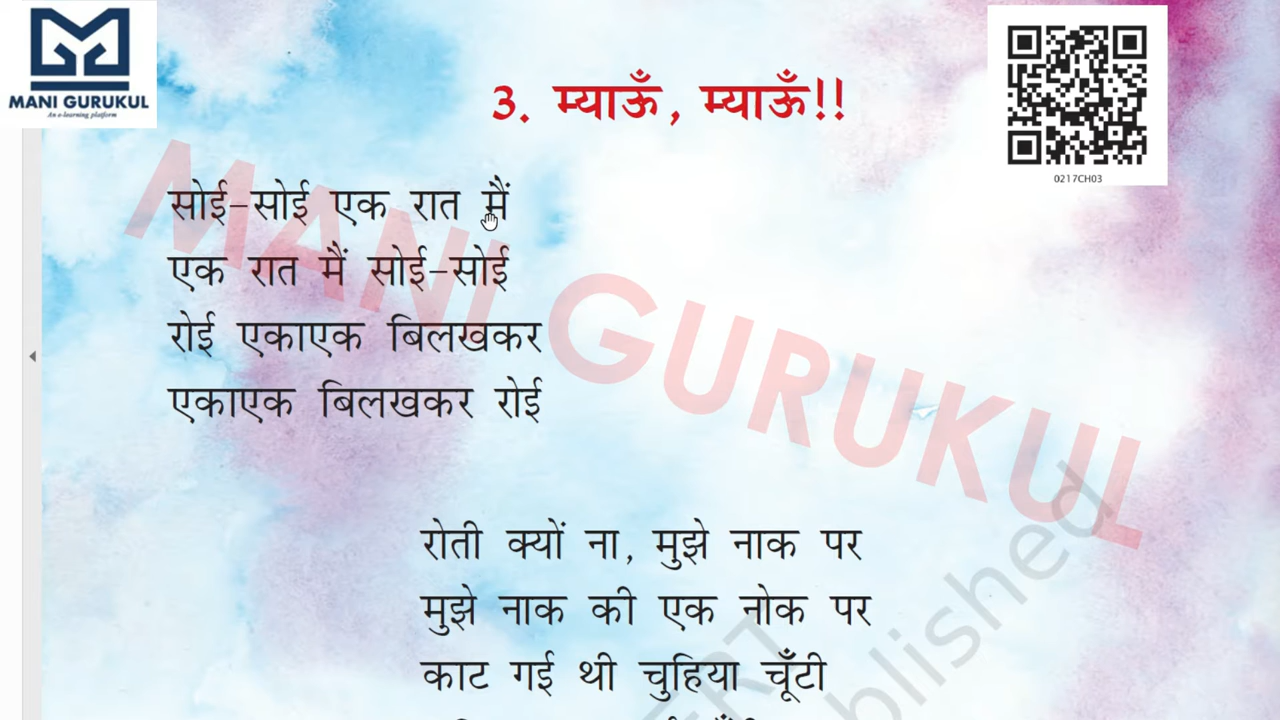 MANI GURUKUL
An e-learning platform
3. म्याऊँ, म्याऊँ!!
0217CH03
सोई-सोई एक रात मैं
एक रात मैं सोई-सोई
रोई एकाएक बिलखकर
एकाएक बिलखकर रोई
MANI GURUKUL
रोती क्यों ना, मुझे नाक पर
मुझे नाक की एक नोक पर
काट गई थी चुहिया चूँटी